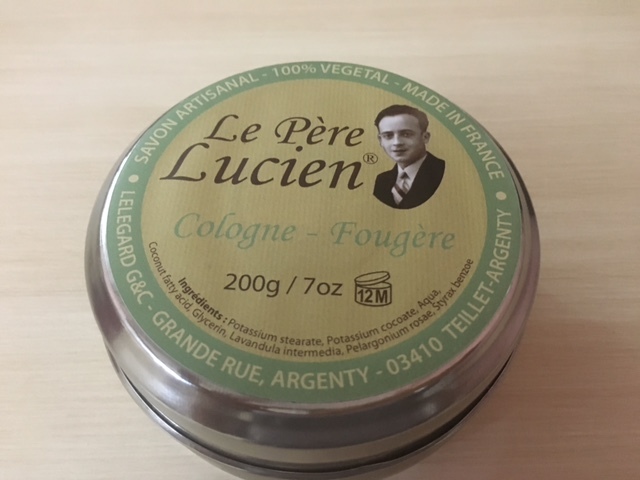 SAVON ARTISANAL - 100% VEGETAL - MADE IN FRANCE
Le Père
Lucien®
Cologne - Fougère
200g / 7oz
12M
Ingrédients : Potassium stearate, Potassium cocoate, Aqua,
Coconut fatty acid, Glycerin, Lavandula intermedia, Pelargonium rosae, Styrax benzoe
LELEGARD G&C - GRANDE RUE, ARGENTY - 03410 TEILLET-ARGENTY